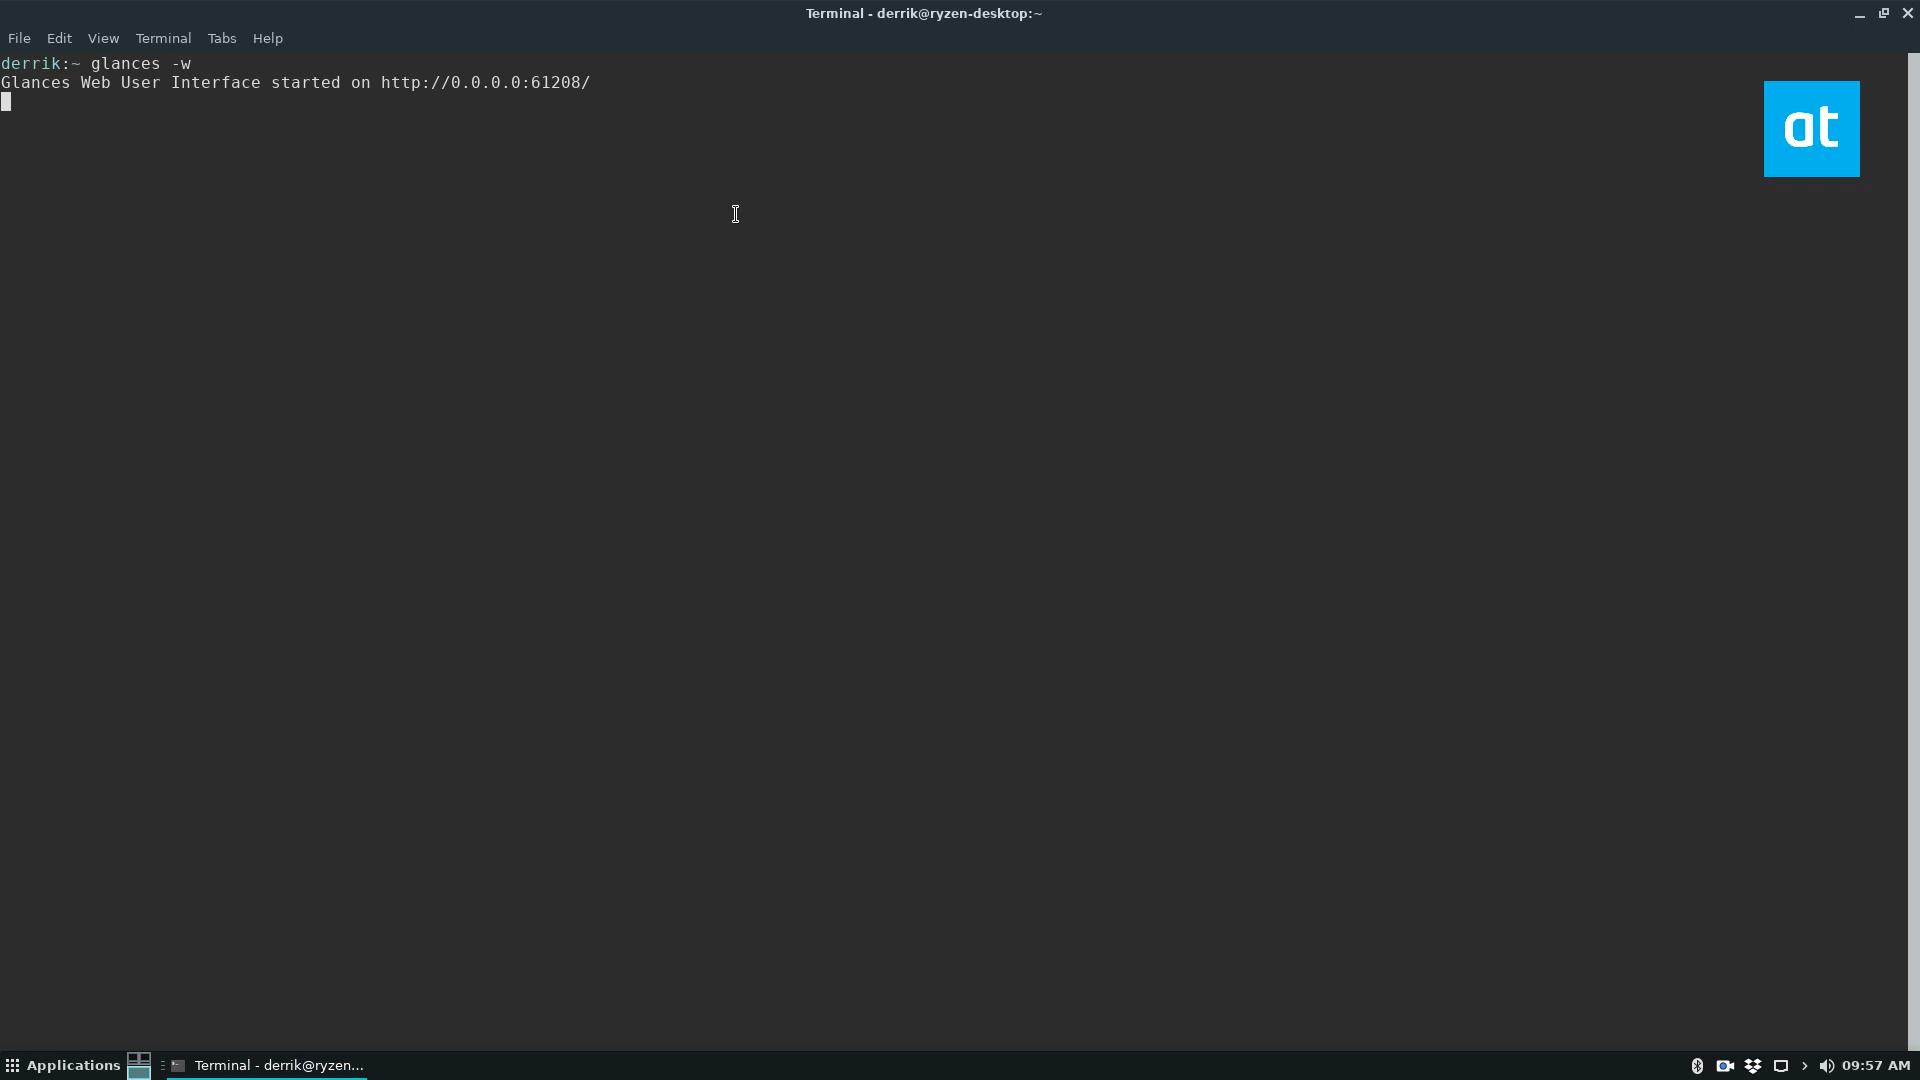 Terminal - derrik@ryzen-desktop:~
File Edit View Terminal Tabs Help
derrik:~ glances -w
Glances Web User Interface started on http://0.0.0.0:61208/
at
Applications Terminal - derrik@ryzen... 09:57 AM